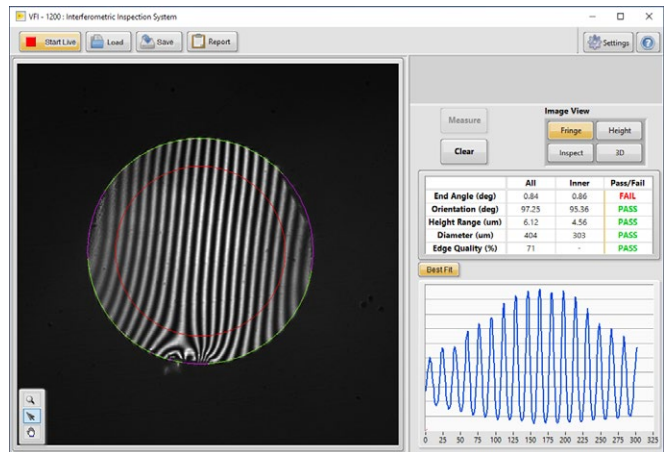 VFI - 1200 : Interferometric Inspection System
Start Live Load Save Report Settings
Measure
Clear
Image View
Fringe Height
Inspect 3D
All Inner Pass/Fail
End Angle (deg) 0.84 0.86 FAIL
Orientation (deg) 97.25 95.36 PASS
Height Range (um) 6.12 4.56 PASS
Diameter (um) 404 303 PASS
Edge Quality (%) 71 - PASS
Best Fit
0 25 50 75 100 125 150 175 200 225 250 275 300 325